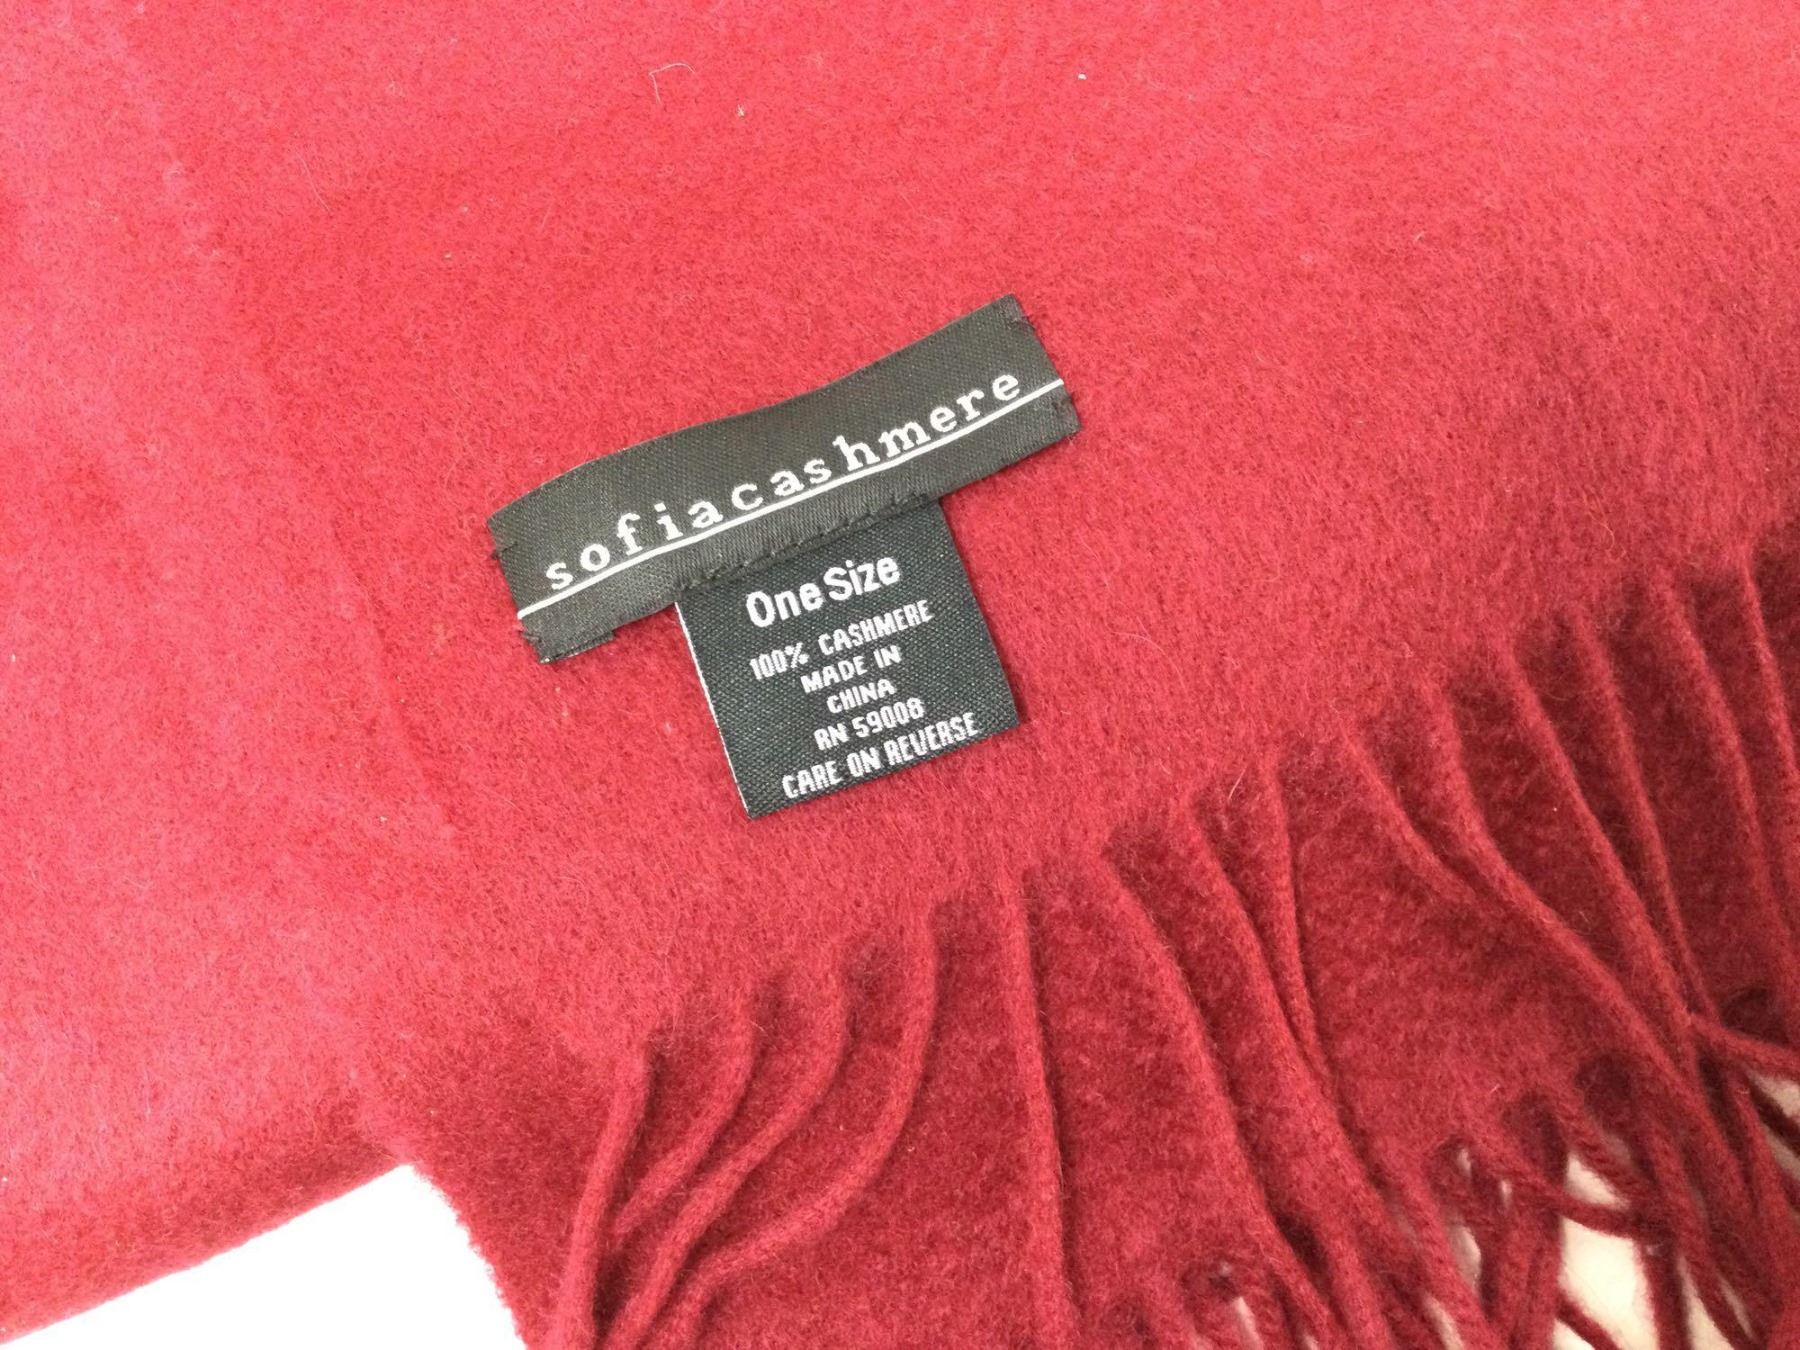 sofiacashmere
One Size
100% CASHMERE
MADE IN
CHINA
RN 59008
CARE ON REVERSE